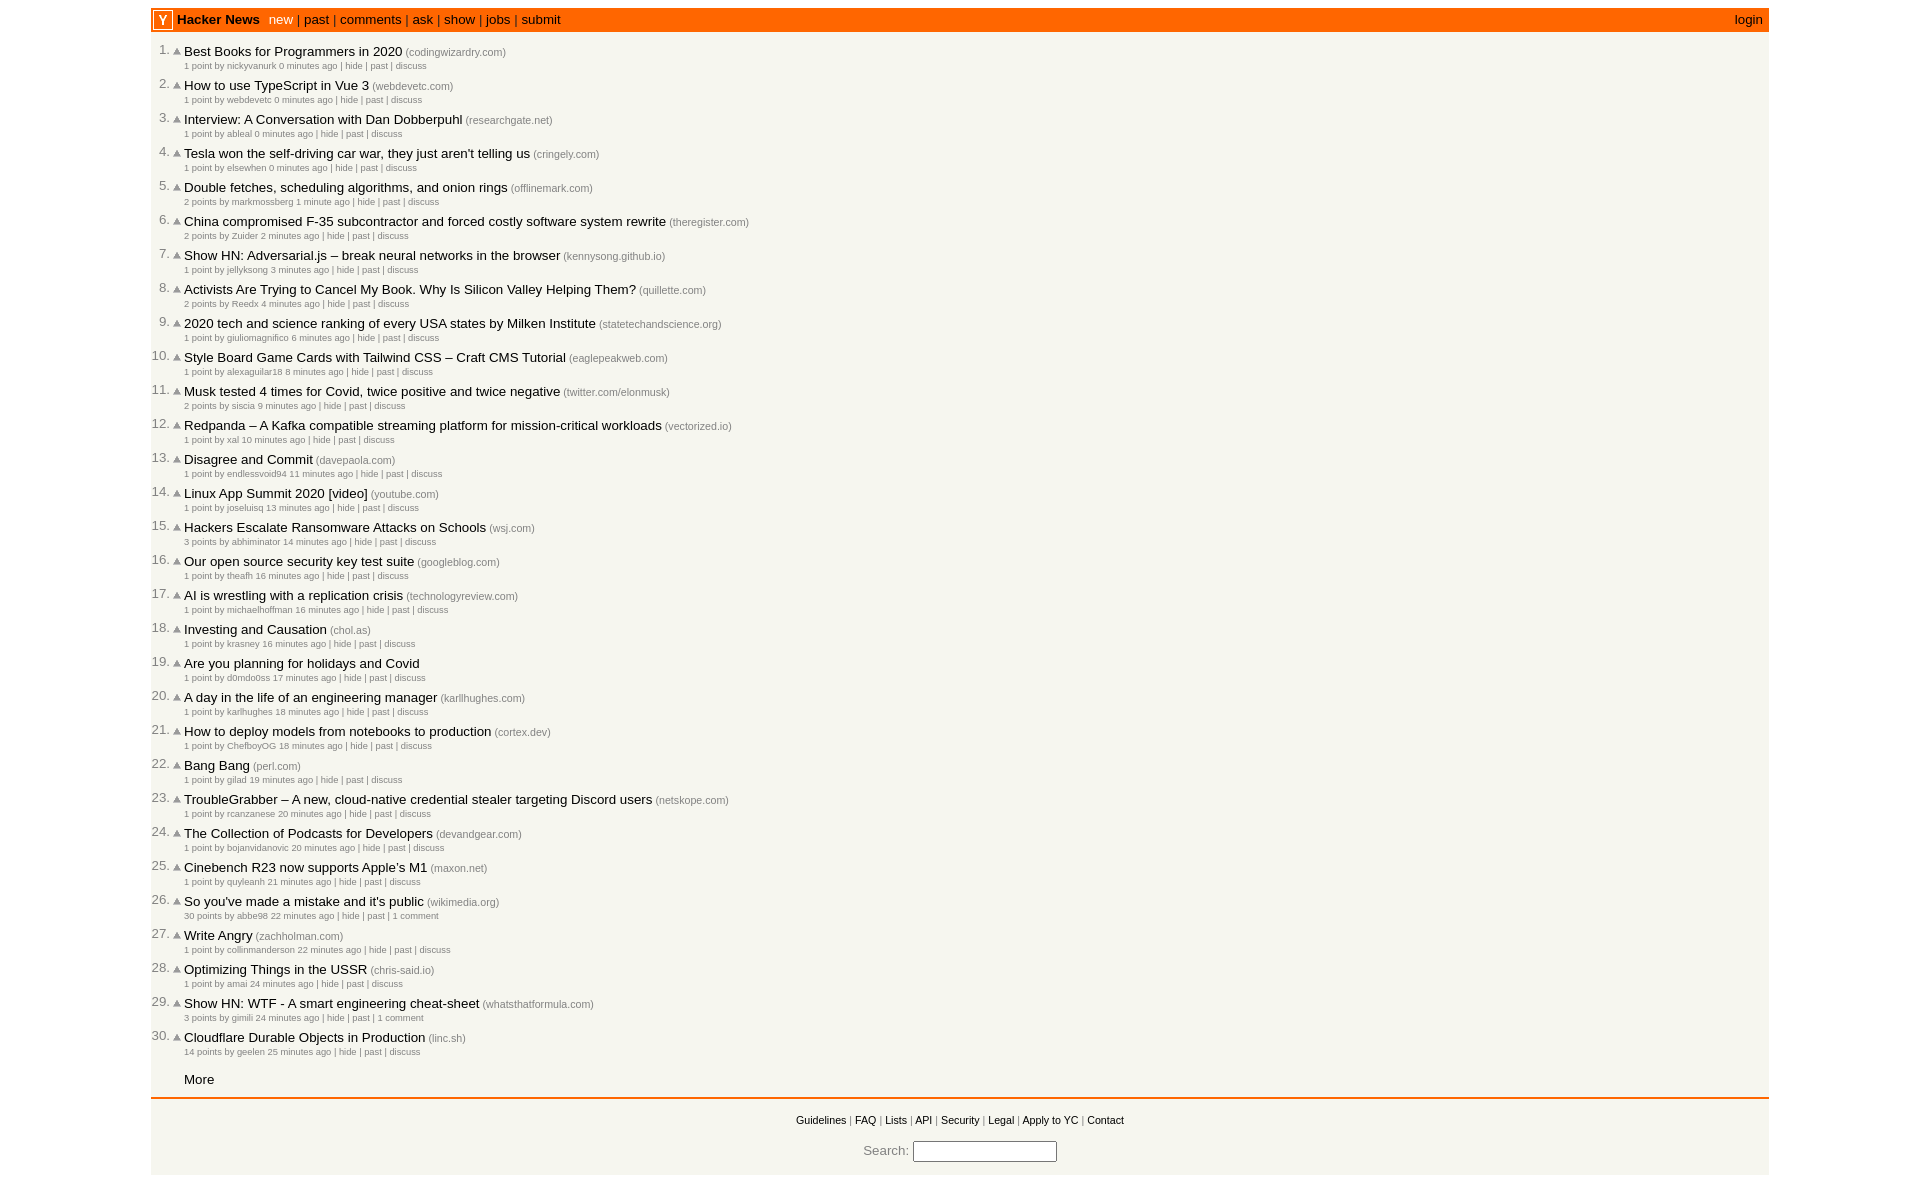 Y Hacker News new | past | comments | ask | show | jobs | submit login
1. Best Books for Programmers in 2020 (codingwizardry.com)
1 point by nickyvanurk 0 minutes ago | hide | past | discuss
2. How to use TypeScript in Vue 3 (webdevetc.com)
1 point by webdevetc 0 minutes ago | hide | past | discuss
3. Interview: A Conversation with Dan Dobberpuhl (researchgate.net)
1 point by ableal 0 minutes ago | hide | past | discuss
4. Tesla won the self-driving car war, they just aren't telling us (cringely.com)
1 point by elsewhen 0 minutes ago | hide | past | discuss
5. Double fetches, scheduling algorithms, and onion rings (offlinemark.com)
2 points by markmossberg 1 minute ago | hide | past | discuss
6. China compromised F-35 subcontractor and forced costly software system rewrite (theregister.com)
2 points by Zuider 2 minutes ago | hide | past | discuss
7. Show HN: Adversarial.js – break neural networks in the browser (kennysong.github.io)
1 point by jellyksong 3 minutes ago | hide | past | discuss
8. Activists Are Trying to Cancel My Book. Why Is Silicon Valley Helping Them? (quillette.com)
2 points by Reedx 4 minutes ago | hide | past | discuss
9. 2020 tech and science ranking of every USA states by Milken Institute (statetechandscience.org)
1 point by giuliomagnifico 6 minutes ago | hide | past | discuss
10. Style Board Game Cards with Tailwind CSS – Craft CMS Tutorial (eaglepeakweb.com)
1 point by alexaguilar18 8 minutes ago | hide | past | discuss
11. Musk tested 4 times for Covid, twice positive and twice negative (twitter.com/elonmusk)
2 points by siscia 9 minutes ago | hide | past | discuss
12. Redpanda – A Kafka compatible streaming platform for mission-critical workloads (vectorized.io)
1 point by xal 10 minutes ago | hide | past | discuss
13. Disagree and Commit (davepaola.com)
1 point by endlessvoid94 11 minutes ago | hide | past | discuss
14. Linux App Summit 2020 [video] (youtube.com)
1 point by joseluisq 13 minutes ago | hide | past | discuss
15. Hackers Escalate Ransomware Attacks on Schools (wsj.com)
3 points by abhiminator 14 minutes ago | hide | past | discuss
16. Our open source security key test suite (googleblog.com)
1 point by theafh 16 minutes ago | hide | past | discuss
17. AI is wrestling with a replication crisis (technologyreview.com)
1 point by michaelhoffman 16 minutes ago | hide | past | discuss
18. Investing and Causation (chol.as)
1 point by krasney 16 minutes ago | hide | past | discuss
19. Are you planning for holidays and Covid
1 point by d0mdo0ss 17 minutes ago | hide | past | discuss
20. A day in the life of an engineering manager (karllhughes.com)
1 point by karlhughes 18 minutes ago | hide | past | discuss
21. How to deploy models from notebooks to production (cortex.dev)
1 point by ChefboyOG 18 minutes ago | hide | past | discuss
22. Bang Bang (perl.com)
1 point by gilad 19 minutes ago | hide | past | discuss
23. TroubleGrabber – A new, cloud-native credential stealer targeting Discord users (netskope.com)
1 point by rcanzanese 20 minutes ago | hide | past | discuss
24. The Collection of Podcasts for Developers (devandgear.com)
1 point by bojanvidanovic 20 minutes ago | hide | past | discuss
25. Cinebench R23 now supports Apple’s M1 (maxon.net)
1 point by quyleanh 21 minutes ago | hide | past | discuss
26. So you've made a mistake and it's public (wikimedia.org)
30 points by abbe98 22 minutes ago | hide | past | 1 comment
27. Write Angry (zachholman.com)
1 point by collinmanderson 22 minutes ago | hide | past | discuss
28. Optimizing Things in the USSR (chris-said.io)
1 point by amai 24 minutes ago | hide | past | discuss
29. Show HN: WTF - A smart engineering cheat-sheet (whatsthatformula.com)
3 points by gimili 24 minutes ago | hide | past | 1 comment
30. Cloudflare Durable Objects in Production (linc.sh)
14 points by geelen 25 minutes ago | hide | past | discuss
More
Guidelines | FAQ | Lists | API | Security | Legal | Apply to YC | Contact
Search: